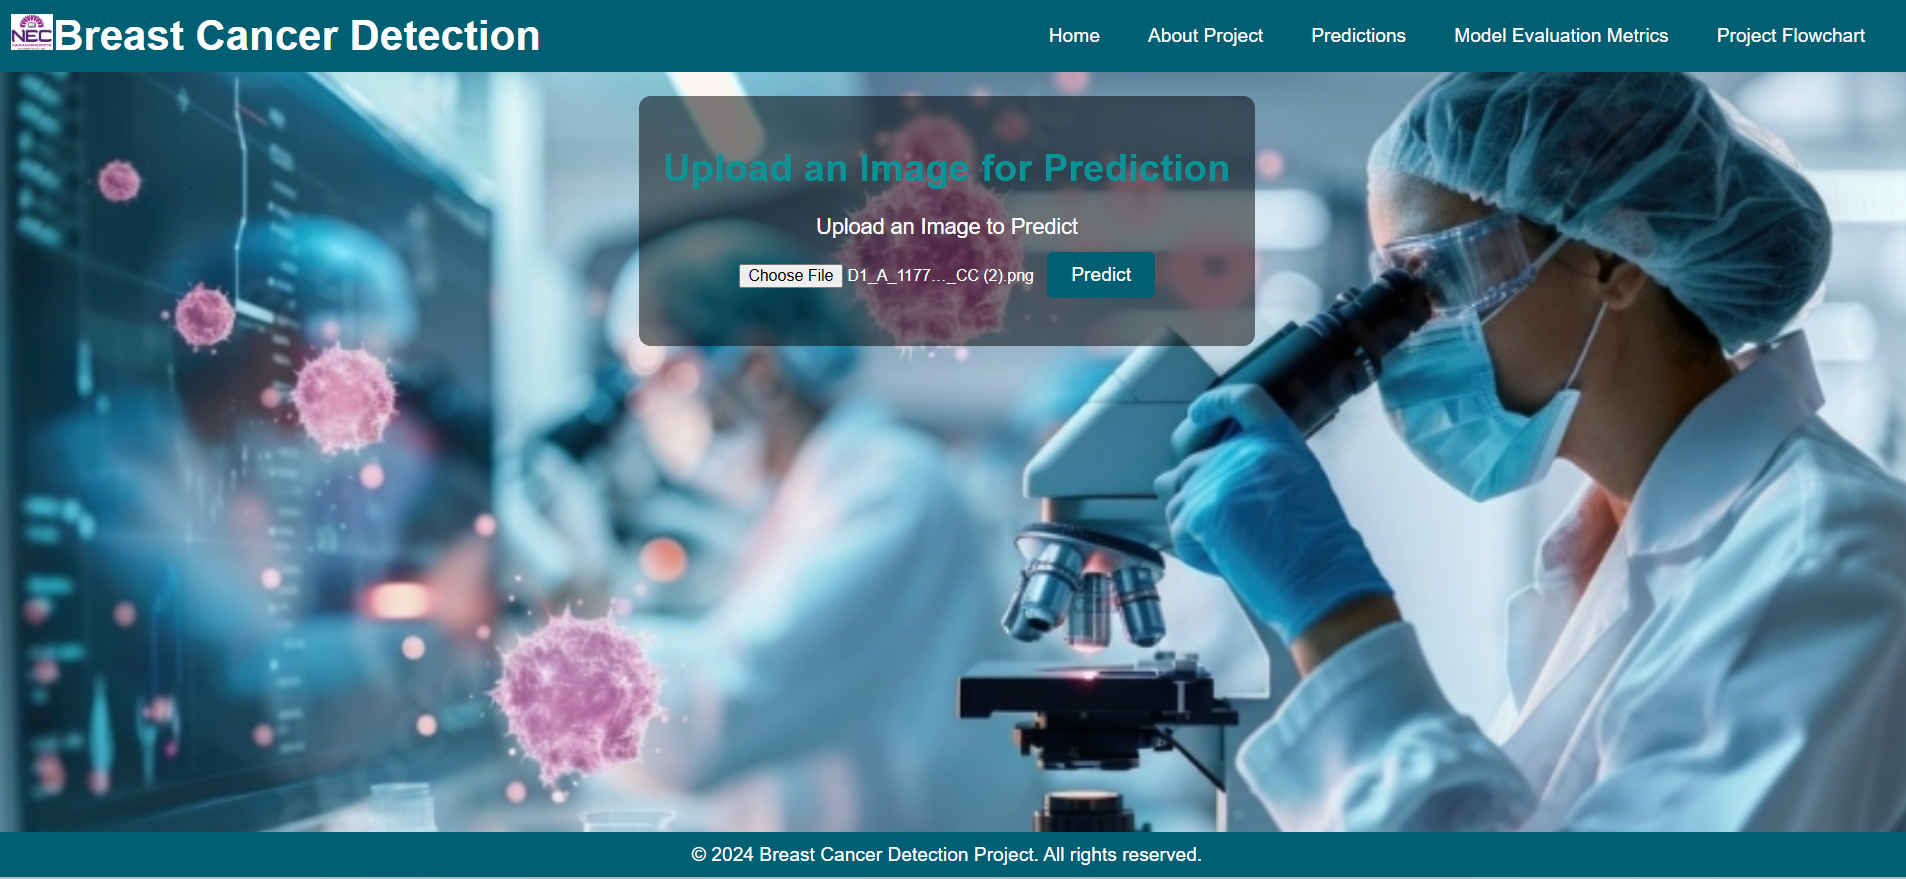 NEC
Breast Cancer Detection
Home
About Project
Predictions
Model Evaluation Metrics
Project Flowchart
Upload an Image for Prediction
Upload an Image to Predict
Choose File D1_A_1177..._CC (2).png Predict
© 2024 Breast Cancer Detection Project. All rights reserved.